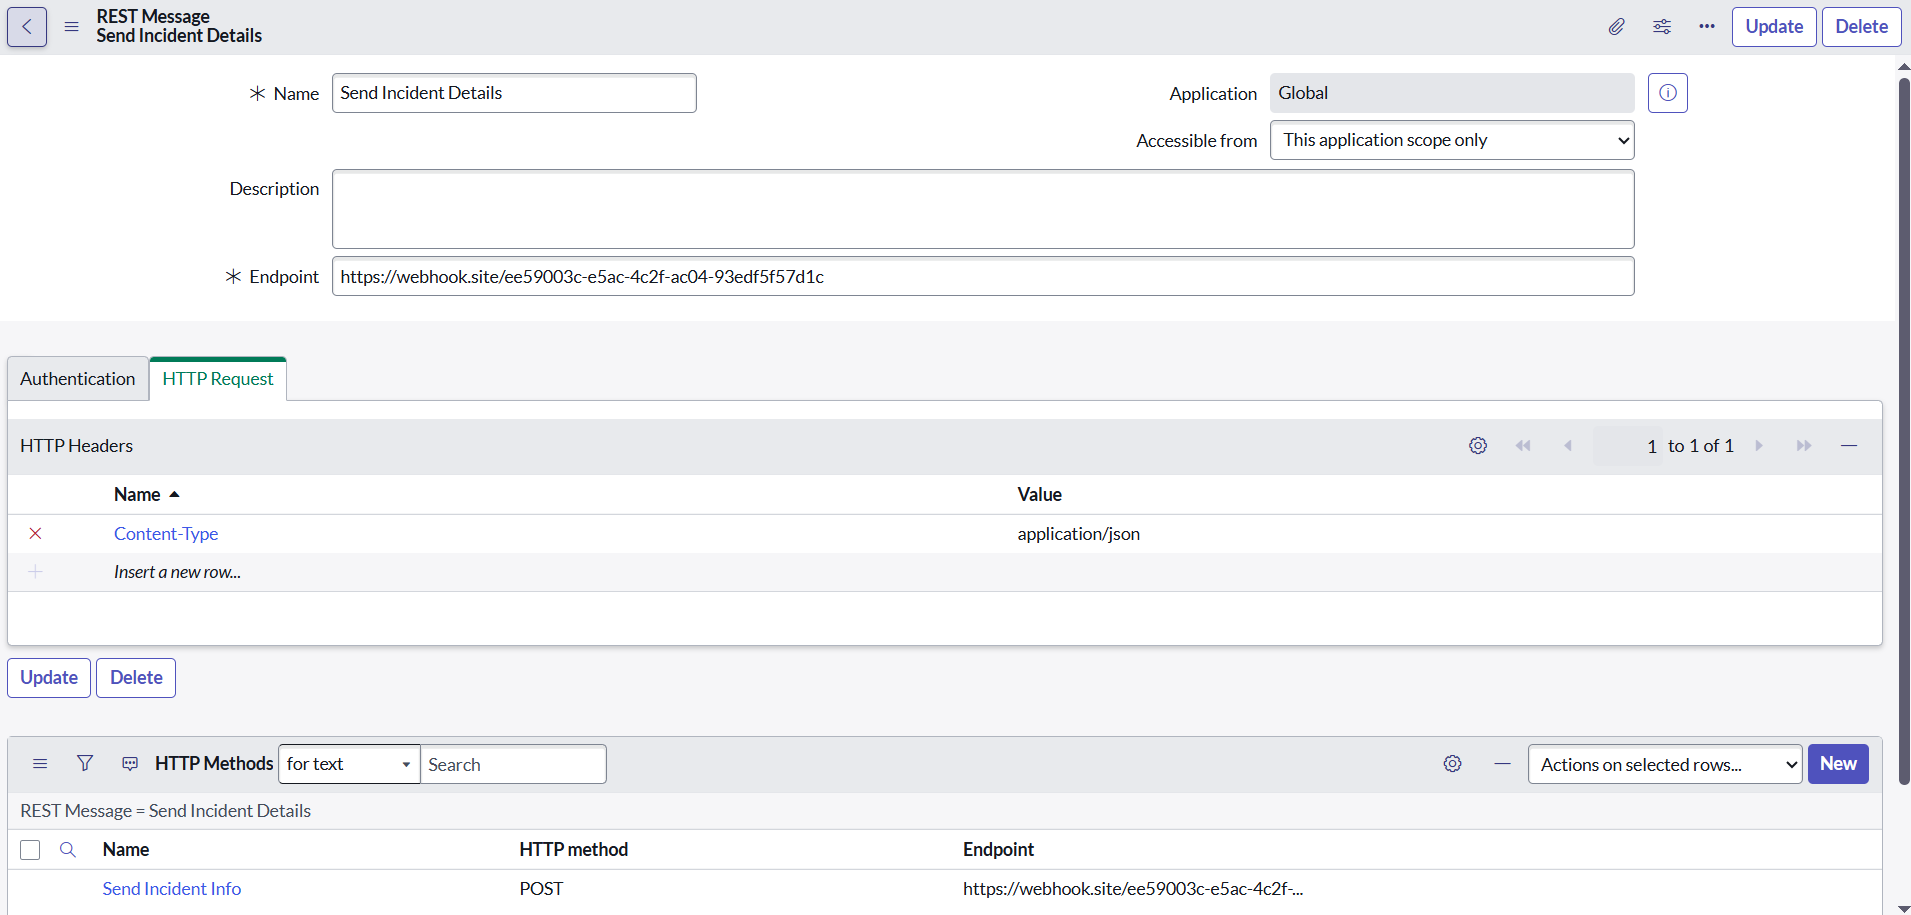 REST Message
Send Incident Details
Update
Delete
Name
Send Incident Details
Application
Global
Accessible from
This application scope only
Description
Endpoint
https://webhook.site/ee59003c-e5ac-4c2f-ac04-93edf5f57d1c
Authentication
HTTP Request
HTTP Headers
1 to 1 of 1
Name
Value
Content-Type
application/json
Insert a new row...
Update
Delete
HTTP Methods
for text
Search
Actions on selected rows...
New
REST Message = Send Incident Details
Name
HTTP method
Endpoint
Send Incident Info
POST
https://webhook.site/ee59003c-e5ac-4c2f-...